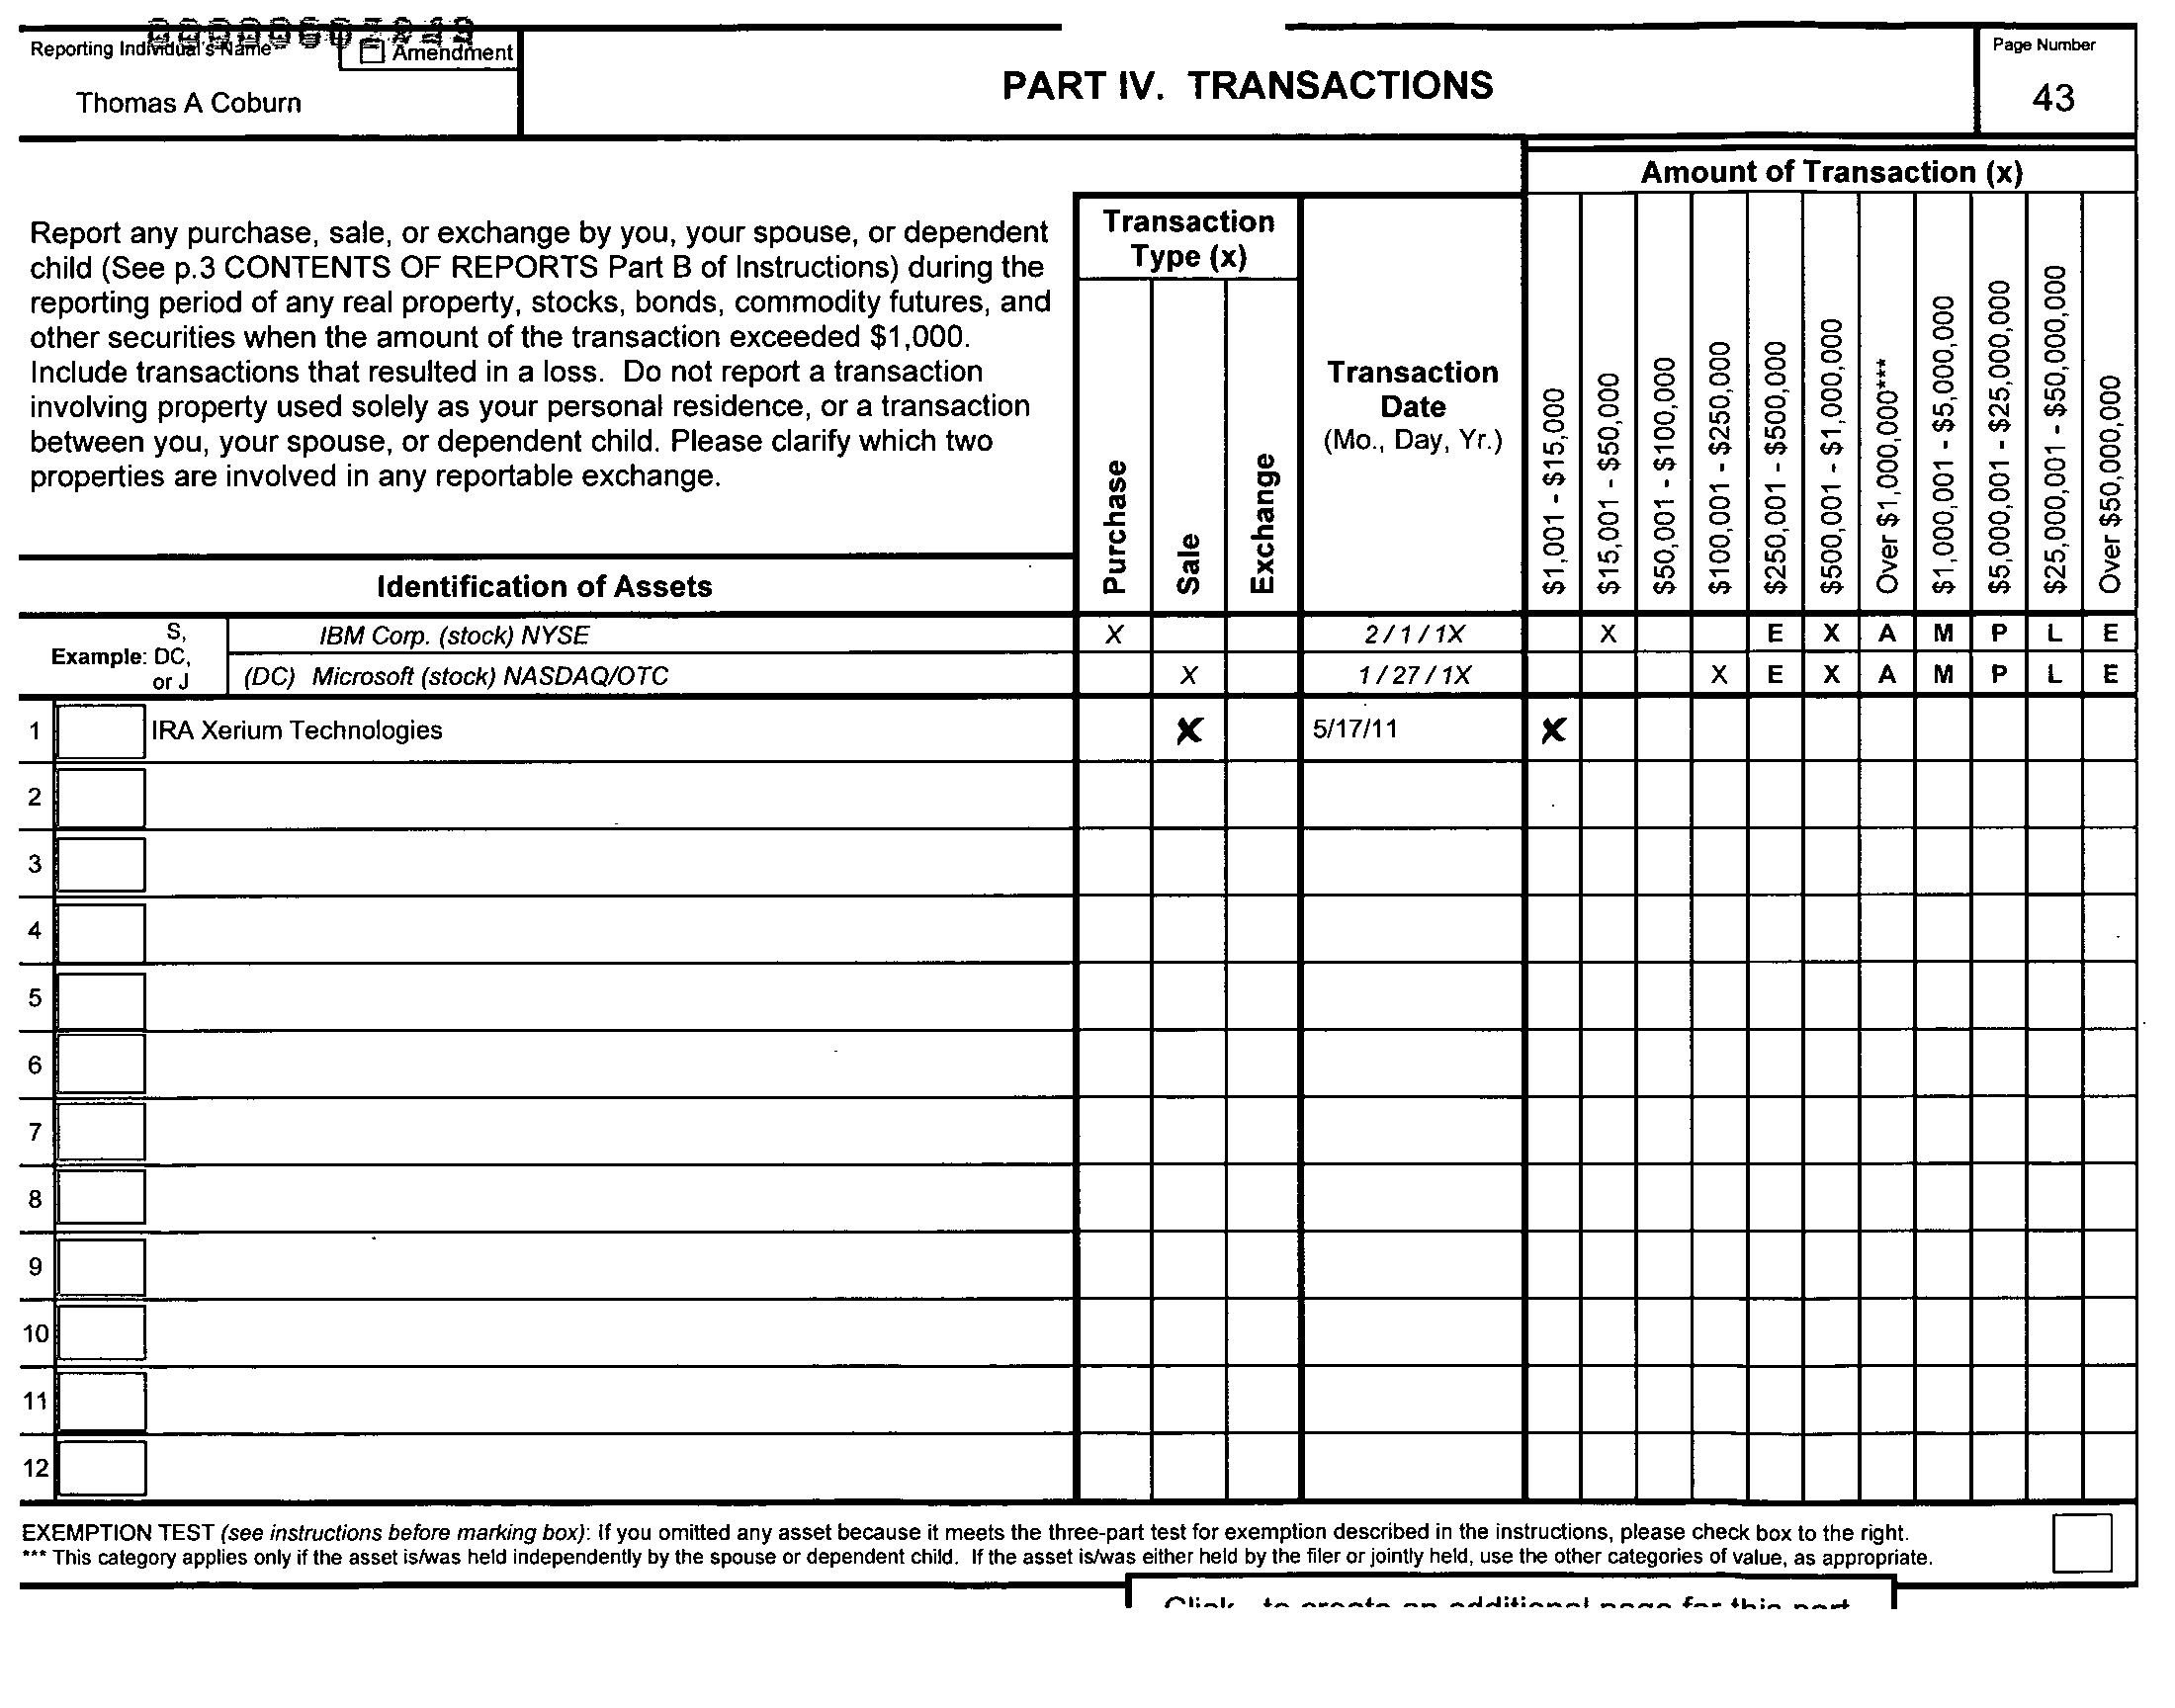 Reporting Individual's Name
Amendment
Thomas A Coburn
PART IV. TRANSACTIONS
Page Number
43
Amount of Transaction (x)
Transaction
Type (x)
Report any purchase, sale, or exchange by you, your spouse, or dependent
child (See p.3 CONTENTS OF REPORTS Part B of Instructions) during the
reporting period of any real property, stocks, bonds, commodity futures, and
other securities when the amount of the transaction exceeded $1,000.
Include transactions that resulted in a loss. Do not report a transaction
involving property used solely as your personal residence, or a transaction
between you, your spouse, or dependent child. Please clarify which two
properties are involved in any reportable exchange.
Identification of Assets
Purchase
Sale
Exchange
Transaction
Date
(Mo., Day, Yr.)
$1,001 - $15,000
$15,001 - $50,000
$50,001 - $100,000
$100,001 - $250,000
$250,001 - $500,000
$500,001 - $1,000,000
Over $1,000,000***
$1,000,001 - $5,000,000
$5,000,001 - $25,000,000
$25,000,001 - $50,000,000
Over $50,000,000
Example: S, DC, or J
IBM Corp. (stock) NYSE X 2 / 1 / 1X X E X A M P L E
(DC) Microsoft (stock) NASDAQ/OTC X 1 / 27 / 1X X E X A M P L E
1 IRA Xerium Technologies X 5/17/11 X
2
3
4
5
6
7
8
9
10
11
12
EXEMPTION TEST (see instructions before marking box): If you omitted any asset because it meets the three-part test for exemption described in the instructions, please check box to the right.
*** This category applies only if the asset is/was held independently by the spouse or dependent child. If the asset is/was either held by the filer or jointly held, use the other categories of value, as appropriate.
to create an additional page for this part